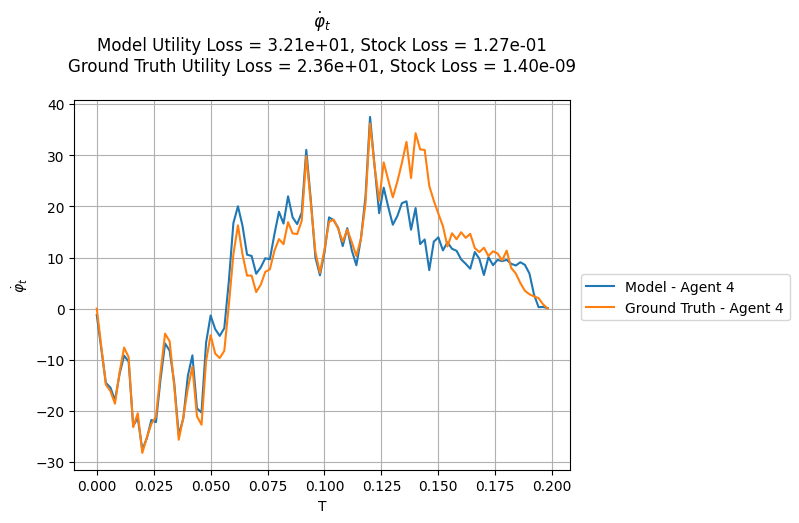 φ̇ₜ
Model Utility Loss = 3.21e+01, Stock Loss = 1.27e-01
Ground Truth Utility Loss = 2.36e+01, Stock Loss = 1.40e-09
40
30
20
10
0
−10
−20
−30
φ̇ₜ
0.000 0.025 0.050 0.075 0.100 0.125 0.150 0.175 0.200
T
Model - Agent 4
Ground Truth - Agent 4